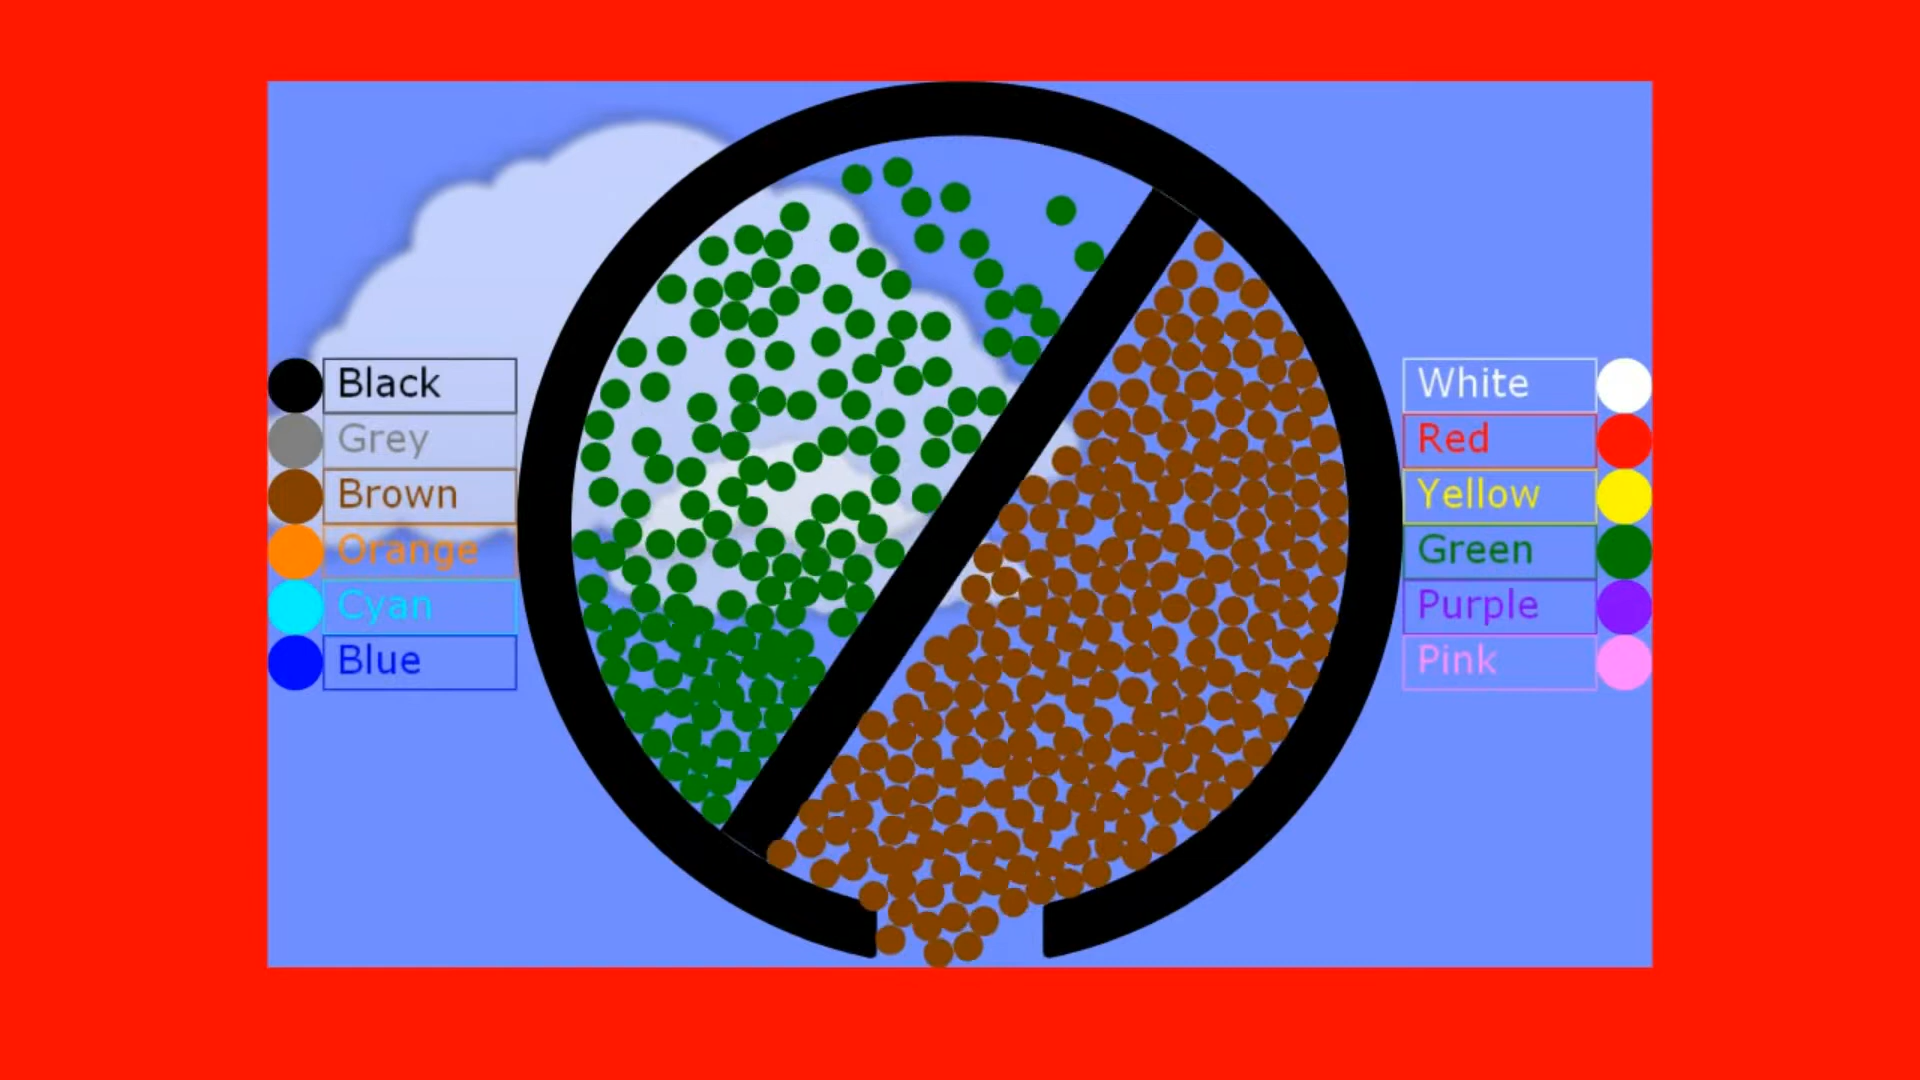 Black
Grey
Brown
Orange
Cyan
Blue
White
Red
Yellow
Green
Purple
Pink